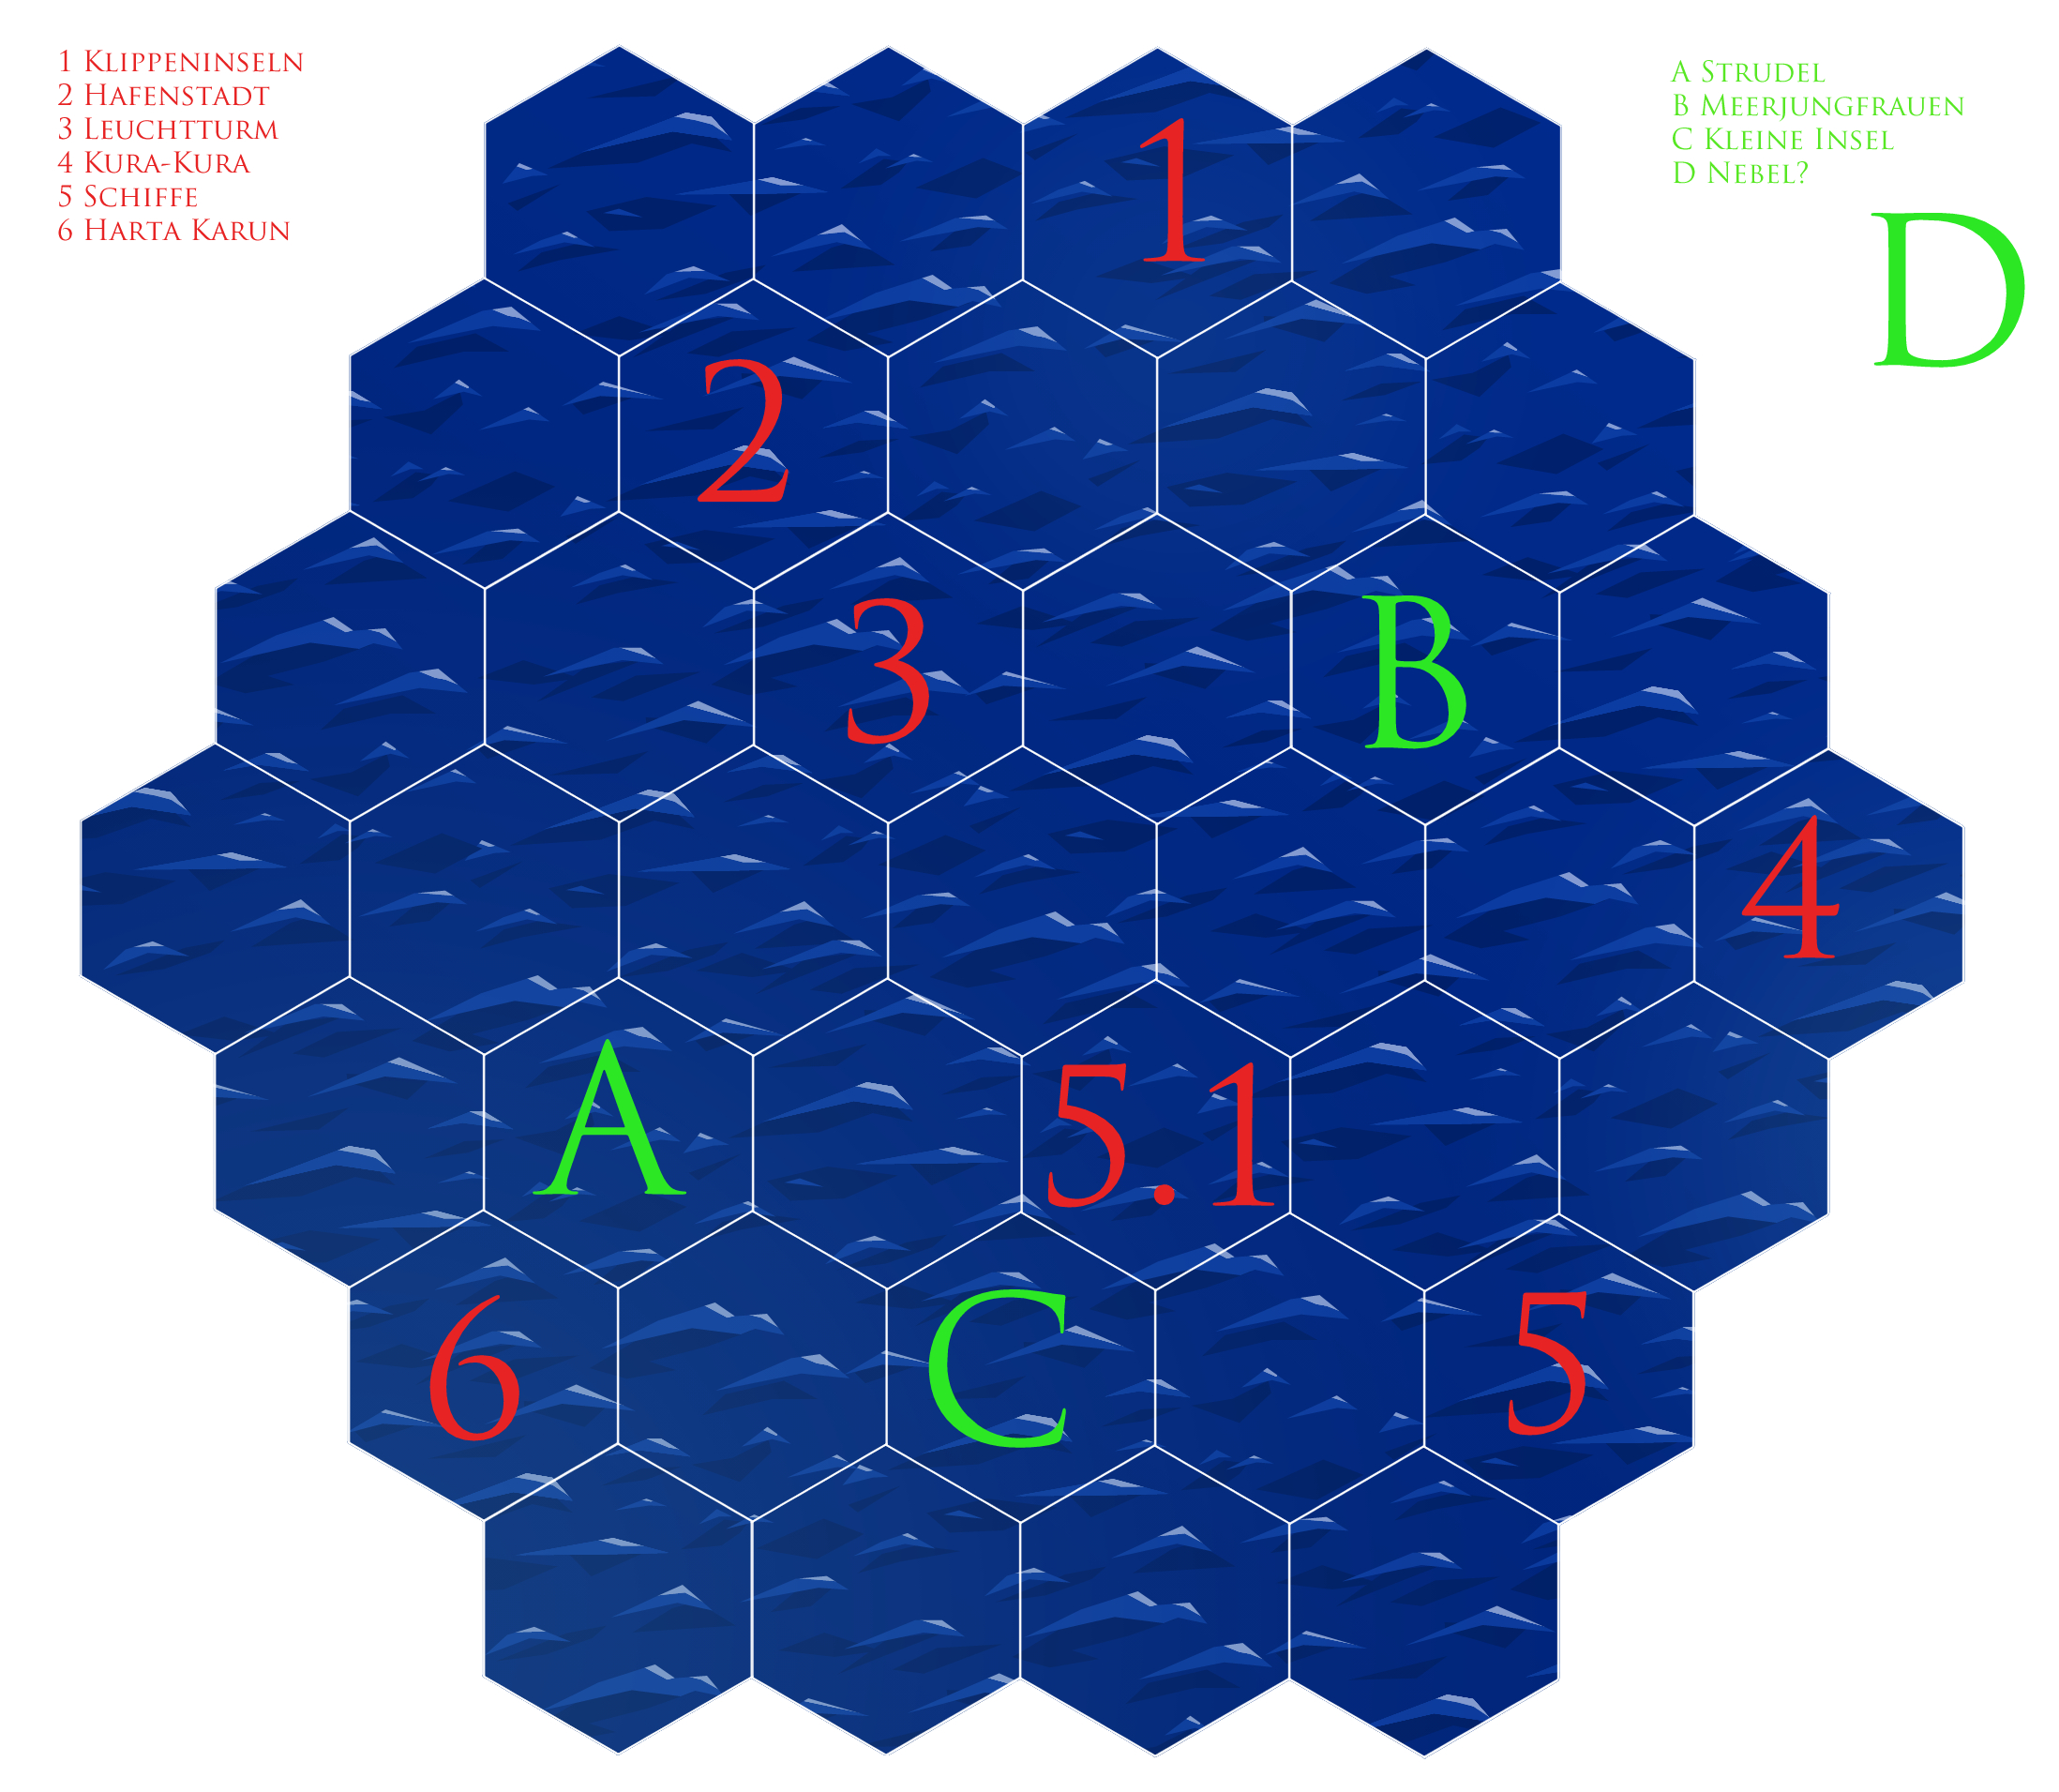 1 Klippeninseln
2 Hafenstadt
3 Leuchtturm
4 Kura-Kura
5 Schiffe
6 Harta Karun
A Strudel
B Meerjungfrauen
C Kleine Insel
D Nebel?
1
D
2
3
B
4
A
5.1
6
C
5